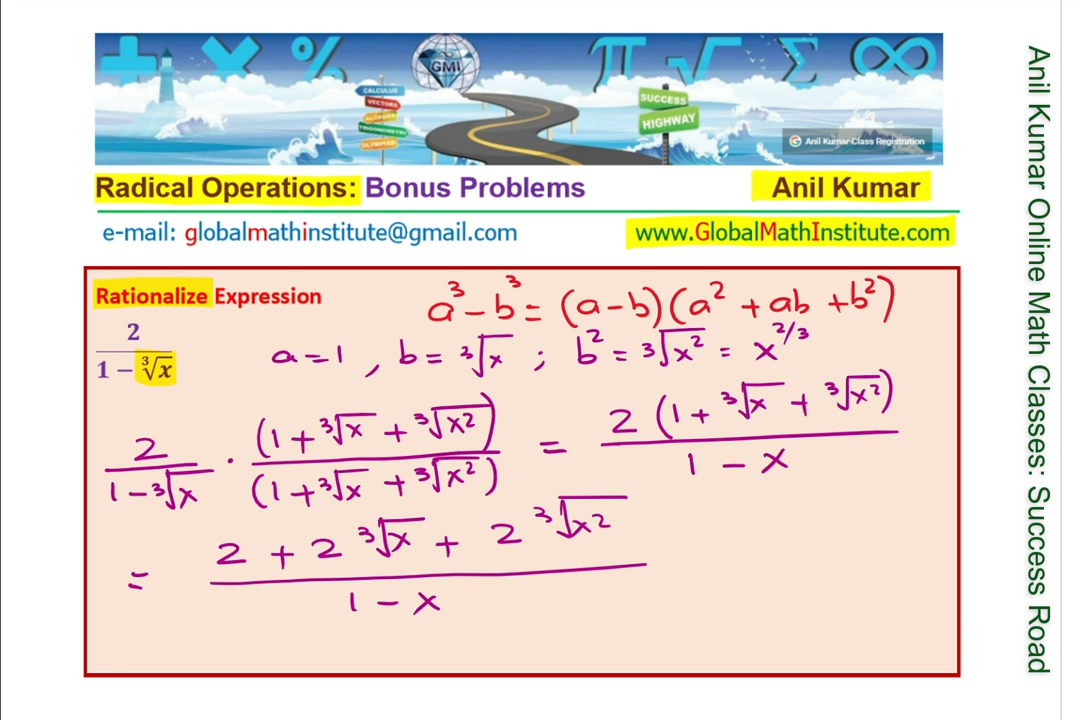 GMI
CALCULUS
VECTORS
ALGEBRA
TRIGONOMETRY
OLYMPIAD
SUCCESS
HIGHWAY
Anil Kumar Class Registration
Radical Operations: Bonus Problems Anil Kumar
e-mail: globalmathinstitute@gmail.com www.GlobalMathInstitute.com
Rationalize Expression
a³ - b³ = (a-b)(a² + ab + b²)
2 / (1 - ∛x)
a = 1 , b = ∛x ; b² = ∛x² = x^2/3
2 / (1 - ∛x) · (1 + ∛x + ∛x²) / (1 + ∛x + ∛x²) = 2 (1 + ∛x + ∛x²) / (1 - x)
= (2 + 2 ∛x + 2 ∛x²) / (1 - x)
Anil Kumar Online Math Classes: Success Road